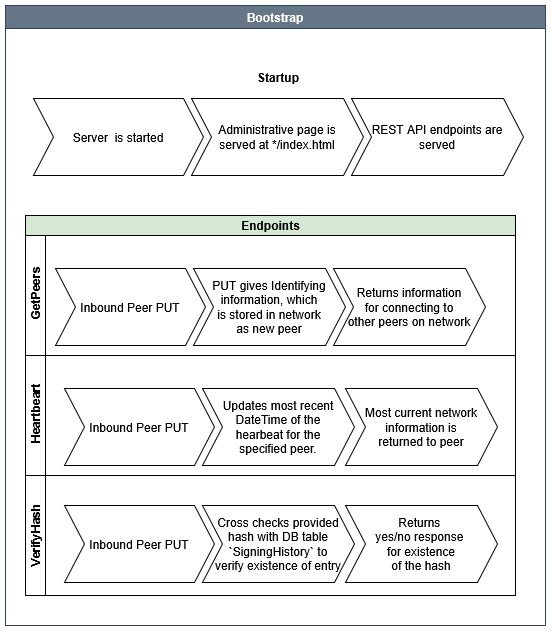 Bootstrap
Startup
Server is started
Administrative page is
served at */index.html
REST API endpoints are
served
Endpoints
GetPeers
Inbound Peer PUT
PUT gives Identifying
information, which
is stored in network
as new peer
Returns information
for connecting to
other peers on network
Heartbeart
Inbound Peer PUT
Updates most recent
DateTime of the
hearbeat for the
specified peer.
Most current network
information is
returned to peer
VerifyHash
Inbound Peer PUT
Cross checks provided
hash with DB table
`SigningHistory` to
verify existence of entry
Returns
yes/no response
for existence
of the hash